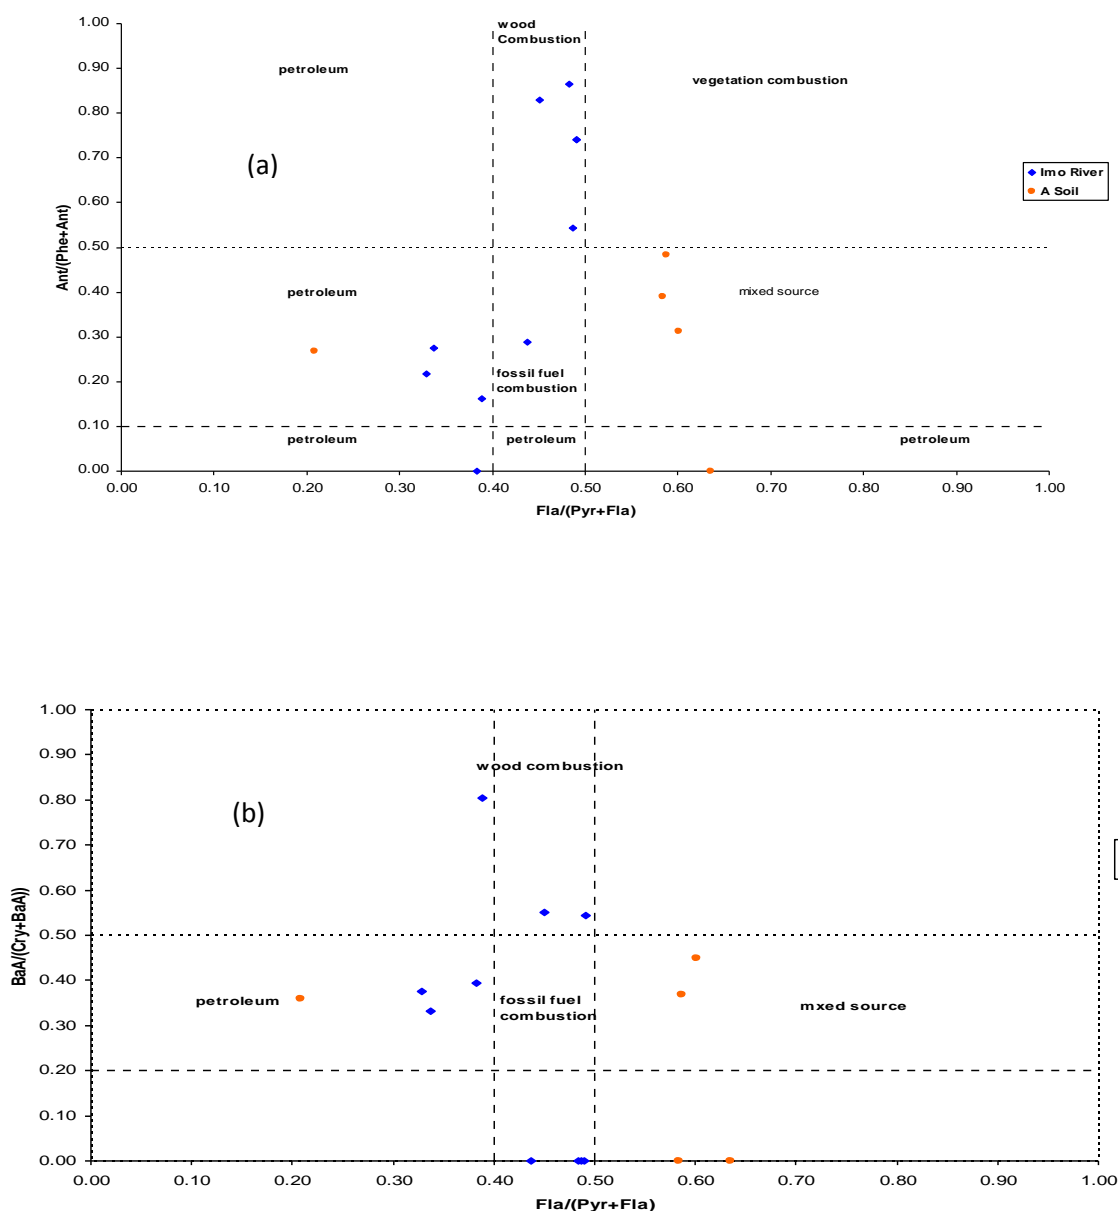 1.00
wood
Combustion
0.90
petroleum
vegetation combustion
0.80
(a)
0.70
Imo River
A Soil
0.60
0.50
Ant/(Phe+Ant)
0.40
petroleum
mixed source
0.30
fossil fuel
combustion
0.20
0.10
petroleum
petroleum
petroleum
0.00
0.00 0.10 0.20 0.30 0.40 0.50 0.60 0.70 0.80 0.90 1.00
Fla/(Pyr+Fla)
1.00
0.90
wood combustion
0.80
(b)
0.70
0.60
0.50
BaA/(Cry+BaA))
0.40
petroleum
fossil fuel
combustion
mxed source
0.30
0.20
0.10
0.00
0.00 0.10 0.20 0.30 0.40 0.50 0.60 0.70 0.80 0.90 1.00
Fla/(Pyr+Fla)